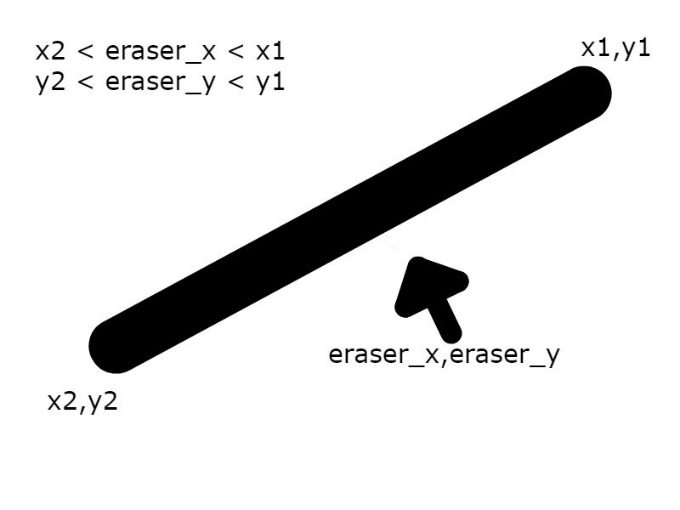 x2 < eraser_x < x1
y2 < eraser_y < y1
x1,y1
eraser_x,eraser_y
x2,y2